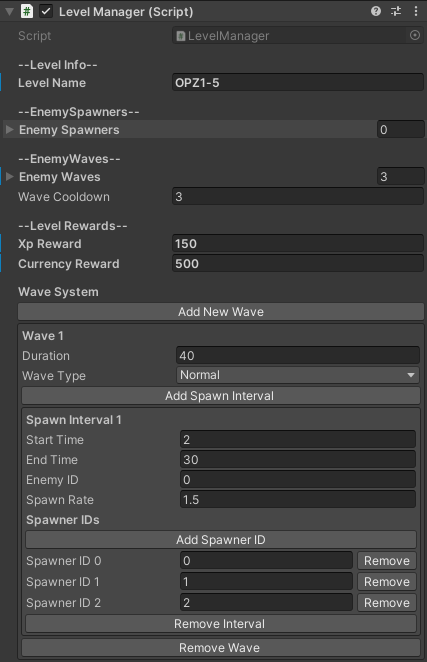 Level Manager (Script)
Script LevelManager
--Level Info--
Level Name OPZ1-5
--EnemySpawners--
Enemy Spawners 0
--EnemyWaves--
Enemy Waves 3
Wave Cooldown 3
--Level Rewards--
Xp Reward 150
Currency Reward 500
Wave System
Add New Wave
Wave 1
Duration 40
Wave Type Normal
Add Spawn Interval
Spawn Interval 1
Start Time 2
End Time 30
Enemy ID 0
Spawn Rate 1.5
Spawner IDs
Add Spawner ID
Spawner ID 0 0 Remove
Spawner ID 1 1 Remove
Spawner ID 2 2 Remove
Remove Interval
Remove Wave